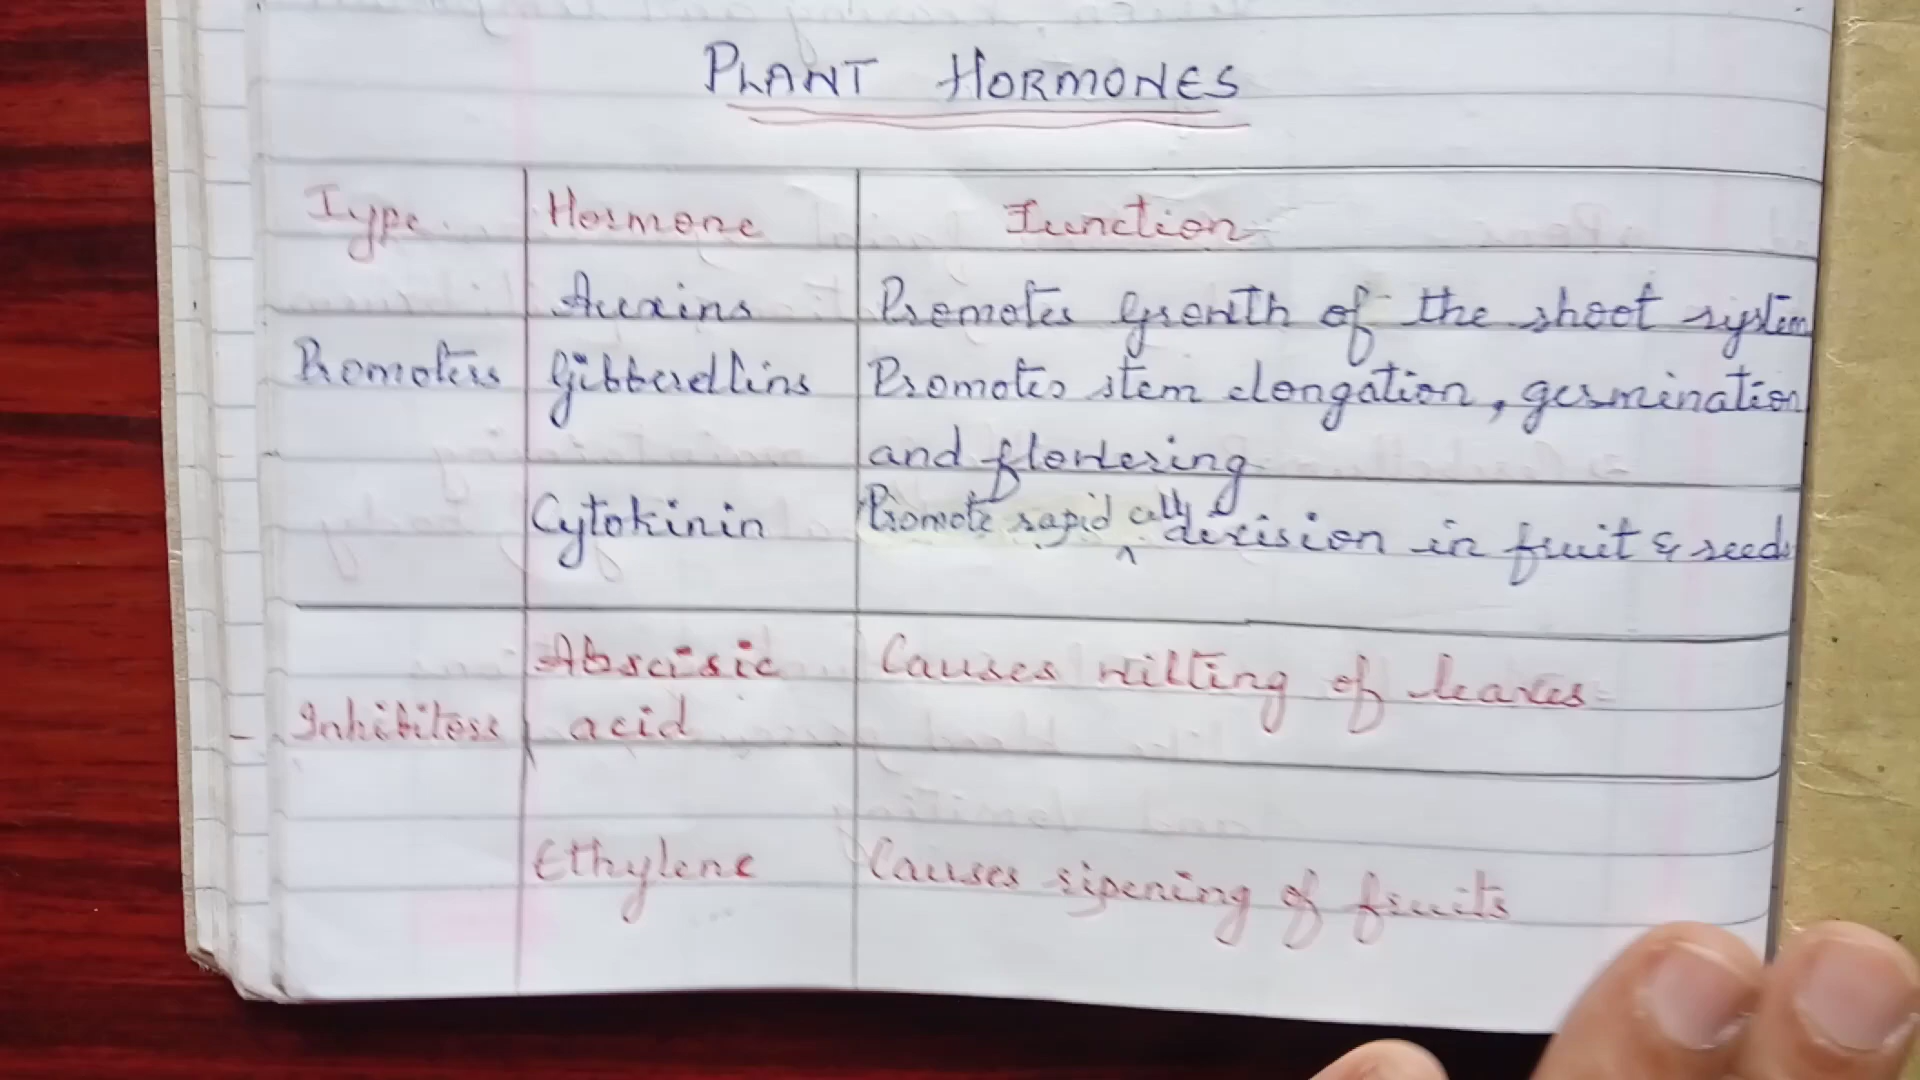 PLANT HORMONES
Type Hormone Function
Auxins Promotes growth of the shoot system
Promoters Gibberellins Promotes stem elongation, germination
and flowering
Cytokinin Promote rapid cell division in fruit & seeds
Abscisic Causes wilting of leaves
Inhibitors acid
Ethylene Causes ripening of fruits